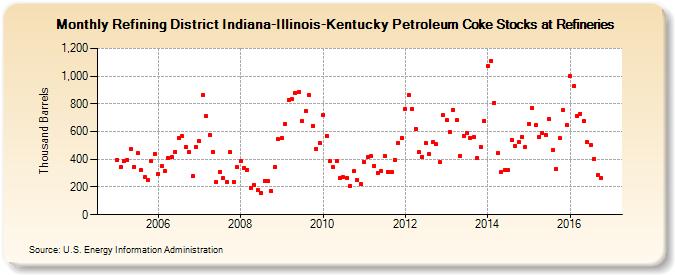 Monthly Refining District Indiana-Illinois-Kentucky Petroleum Coke Stocks at Refineries
Thousand Barrels
1,200
1,000
800
600
400
200
0
2006 2008 2010 2012 2014 2016
Source: U.S. Energy Information Administration